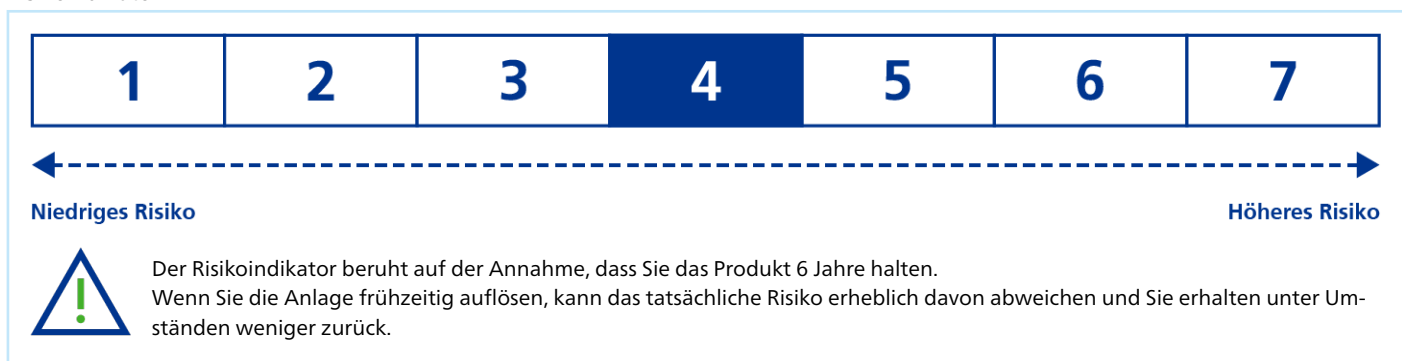 1 2 3 4 5 6 7
Niedriges Risiko Höheres Risiko
Der Risikoindikator beruht auf der Annahme, dass Sie das Produkt 6 Jahre halten.
Wenn Sie die Anlage frühzeitig auflösen, kann das tatsächliche Risiko erheblich davon abweichen und Sie erhalten unter Um-
ständen weniger zurück.